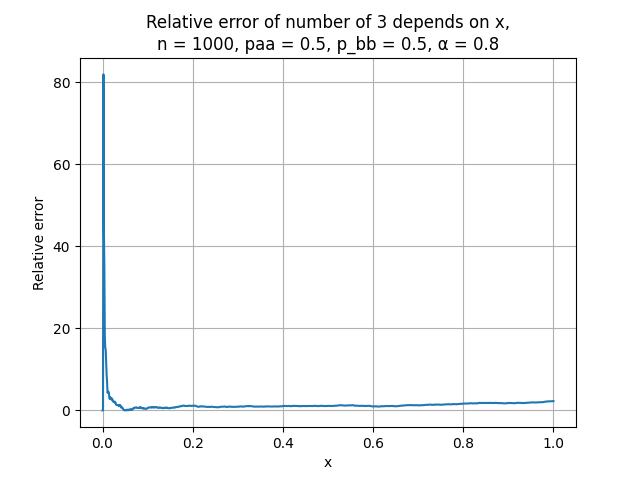 Relative error of number of 3 depends on x,
n = 1000, paa = 0.5, p_bb = 0.5, α = 0.8
80
60
40
20
0
Relative error
0.0 0.2 0.4 0.6 0.8 1.0
x